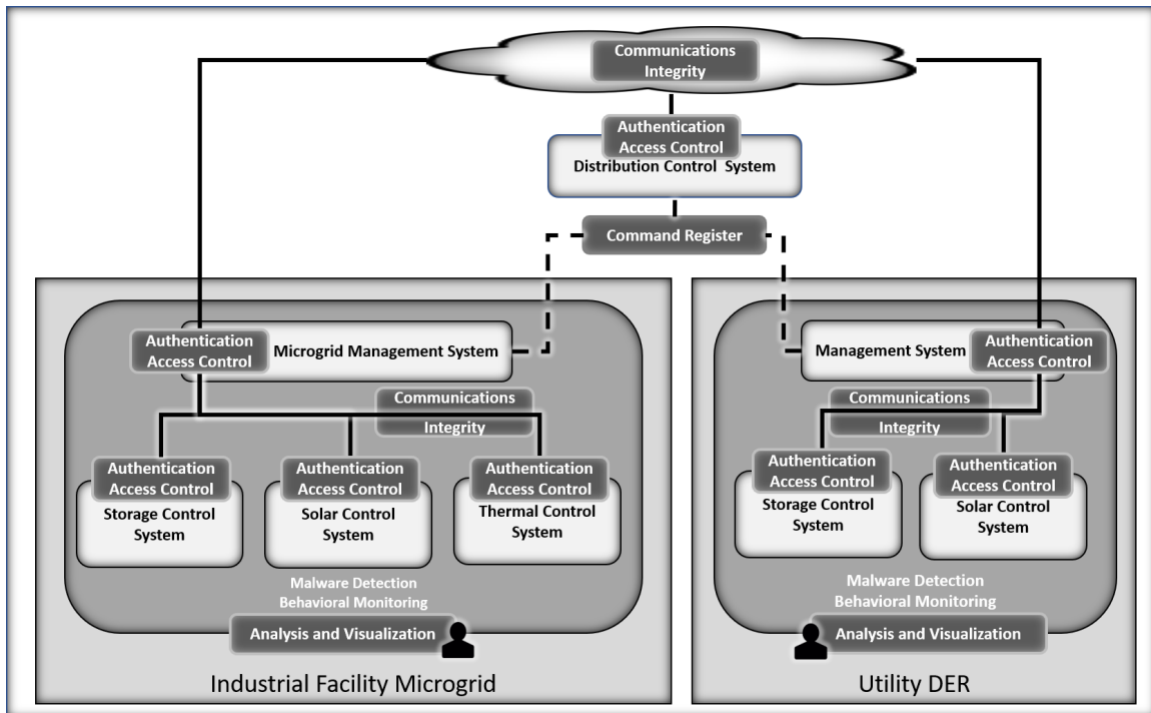 Communications
Integrity
Authentication
Access Control
Distribution Control System
Command Register
Authentication
Access Control
Microgrid Management System
Communications
Integrity
Authentication
Access Control
Storage Control
System
Authentication
Access Control
Solar Control
System
Authentication
Access Control
Thermal Control
System
Malware Detection
Behavioral Monitoring
Analysis and Visualization
Industrial Facility Microgrid
Management System
Authentication
Access Control
Communications
Integrity
Authentication
Access Control
Storage Control
System
Authentication
Access Control
Solar Control
System
Malware Detection
Behavioral Monitoring
Analysis and Visualization
Utility DER